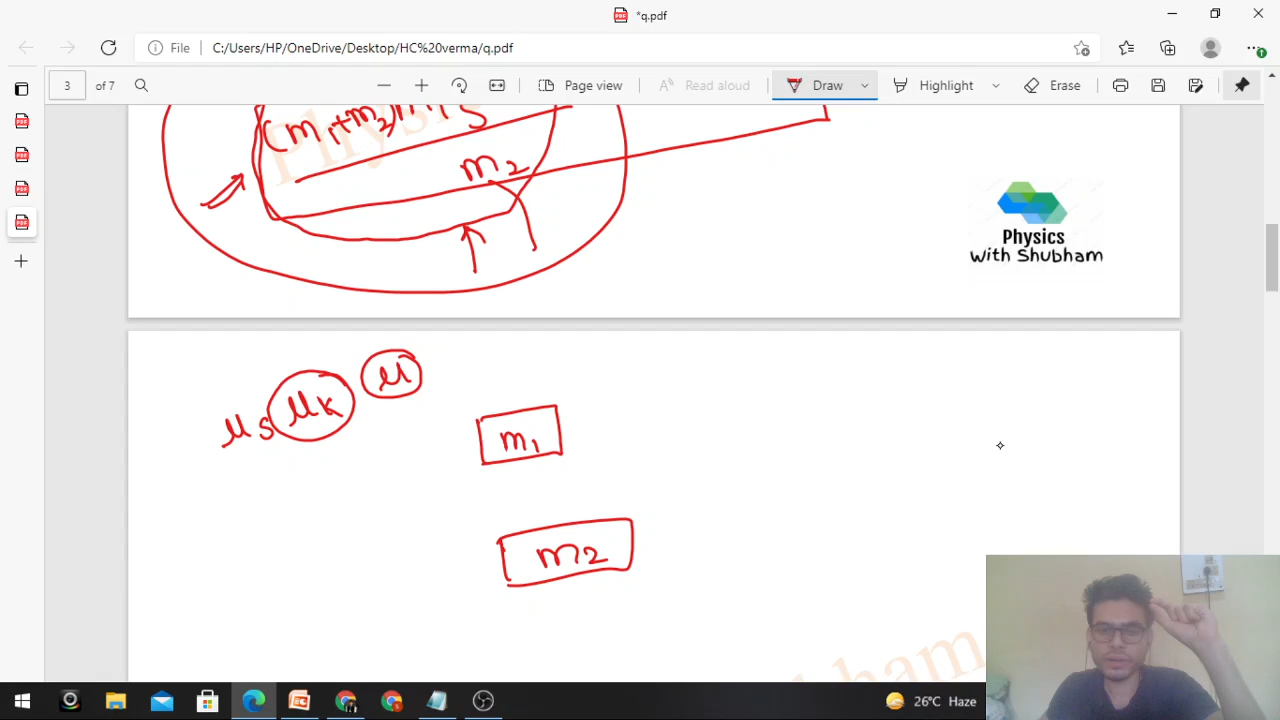 *q.pdf
File C:/Users/HP/OneDrive/Desktop/HC%20verma/q.pdf
3 of 7 Page view Read aloud Draw Highlight Erase
(m1+m2)
m2
Physics
With Shubham
μs μk μ
m1
m2
26°C Haze